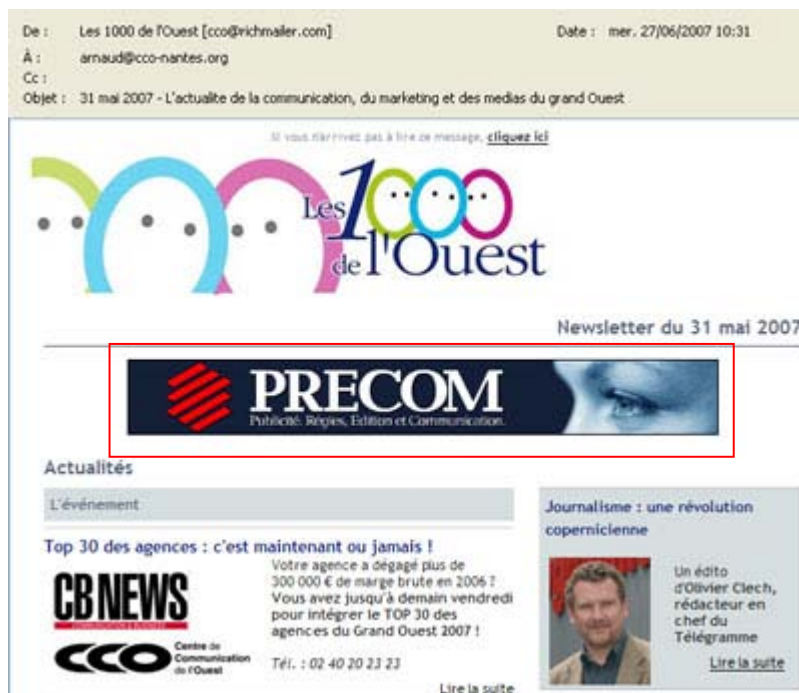 De : Les 1000 de l'Ouest [cco@richmailer.com] Date : mer. 27/06/2007 10:31
À : arnaud@cco-nantes.org
Cc :
Objet : 31 mai 2007 - L'actualite de la communication, du marketing et des medias du grand Ouest
Si vous n'arrivez pas à lire ce message, cliquez ici
Les 1000
de l'Ouest
Newsletter du 31 mai 2007
PRECOM
Publicité. Régies, Edition et Communication.
Actualités
L'événement
Top 30 des agences : c'est maintenant ou jamais !
CB NEWS
COMMUNICATION & BUSINESS
CCO Centre de
Communication
de l'Ouest
Votre agence a dégagé plus de
300 000 € de marge brute en 2006 ?
Vous avez jusqu'à demain vendredi
pour intégrer le TOP 30 des
agences du Grand Ouest 2007 !
Tél. : 02 40 20 23 23
Lire la suite
Journalisme : une révolution
copernicienne
Un édito
d'Olivier Clech,
rédacteur en
chef du
Télégramme
Lire la suite